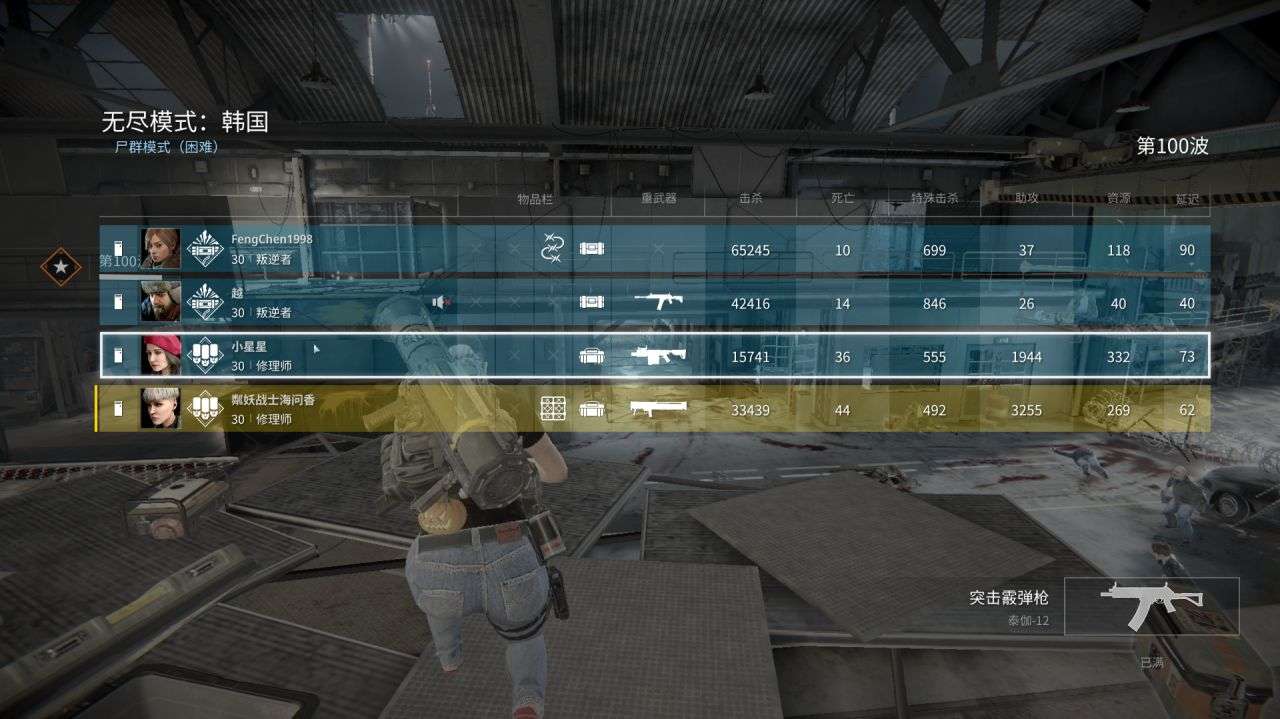 无尽模式：韩国
尸群模式（困难）
第100波
物品栏 重武器 击杀 死亡 特殊击杀 助攻 资源 延迟
FengChen1998
30 | 叛逆者
65245 10 699 37 118 90
第100
越
30 | 叛逆者
42416 14 846 26 40 40
小星星
30 | 修理师
15741 36 555 1944 332 73
粼妖战士海问香
30 | 修理师
33439 44 492 3255 269 62
突击霰弹枪
泰伽-12
已满